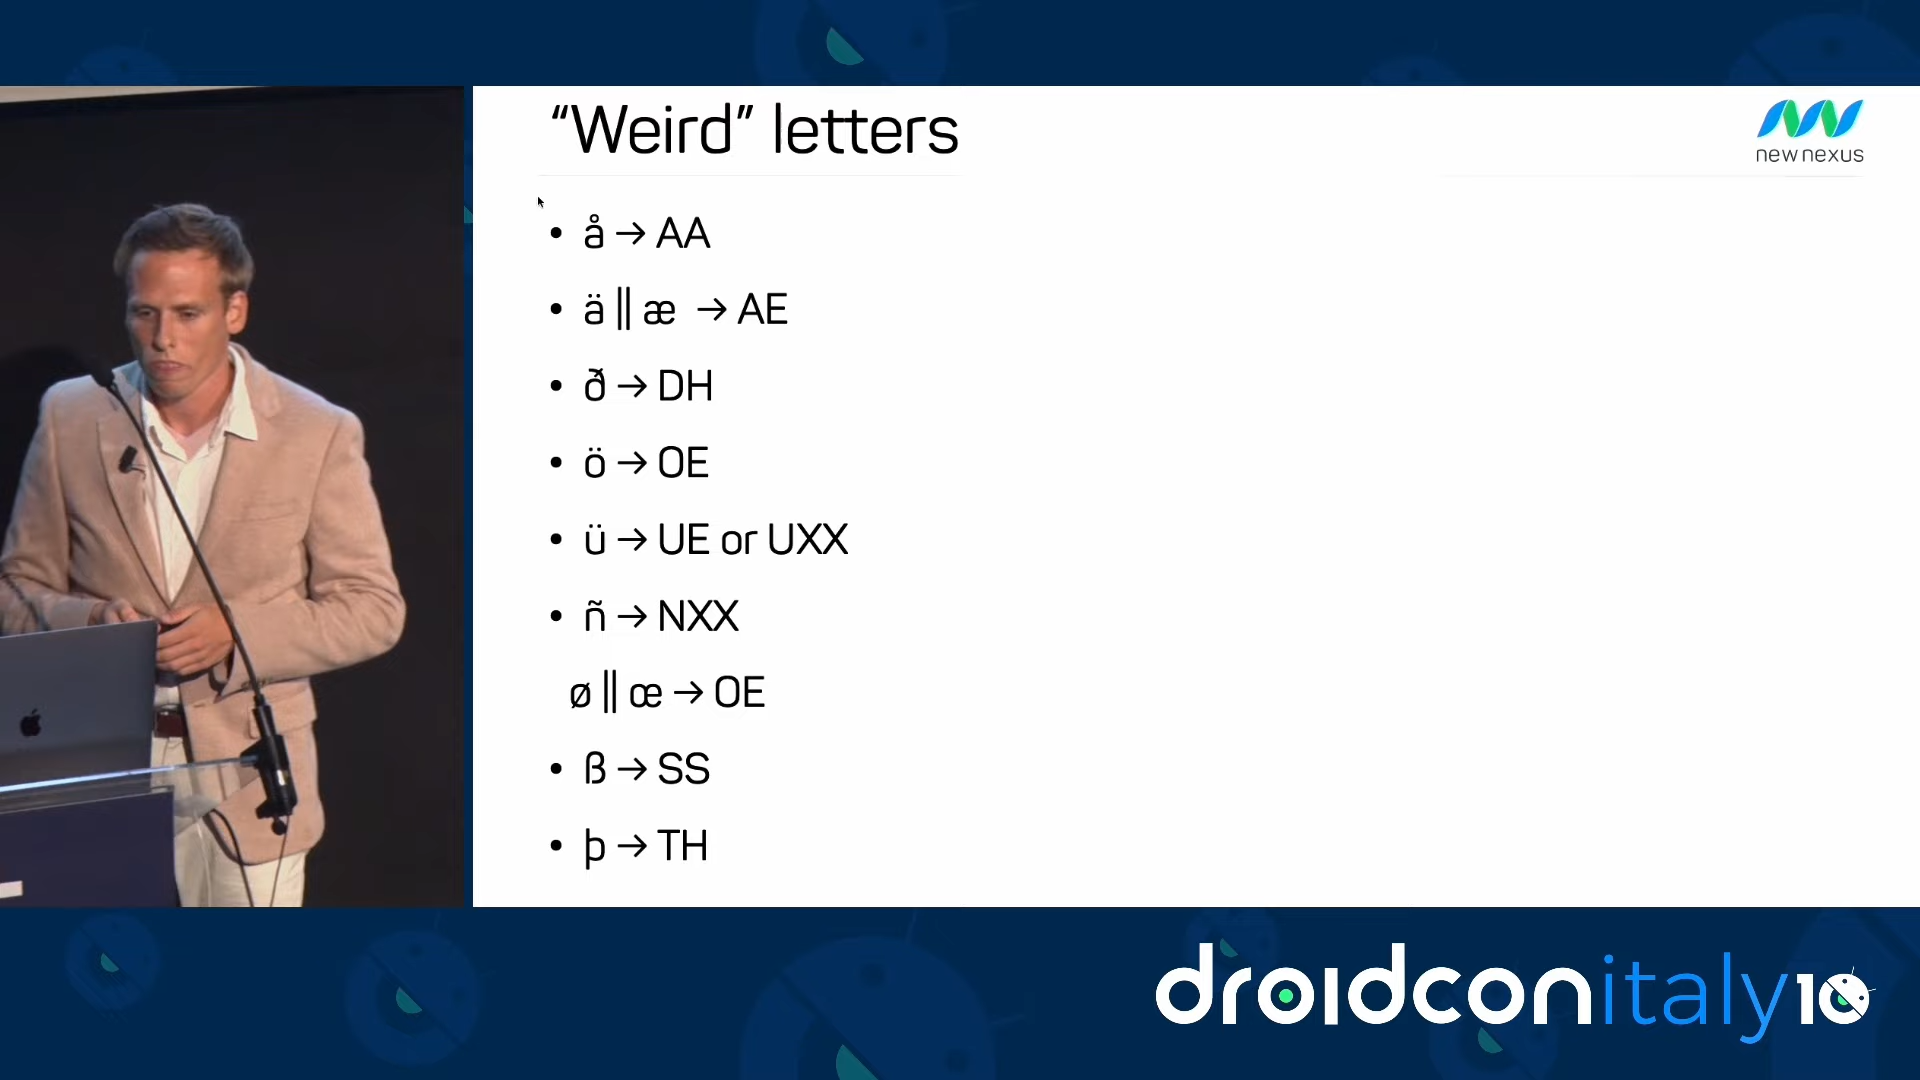 “Weird” letters
new nexus
• å → AA
• ä || æ → AE
• ð → DH
• ö → OE
• ü → UE or UXX
• ñ → NXX
ø || œ → OE
• ß → SS
• þ → TH
droidconitaly10